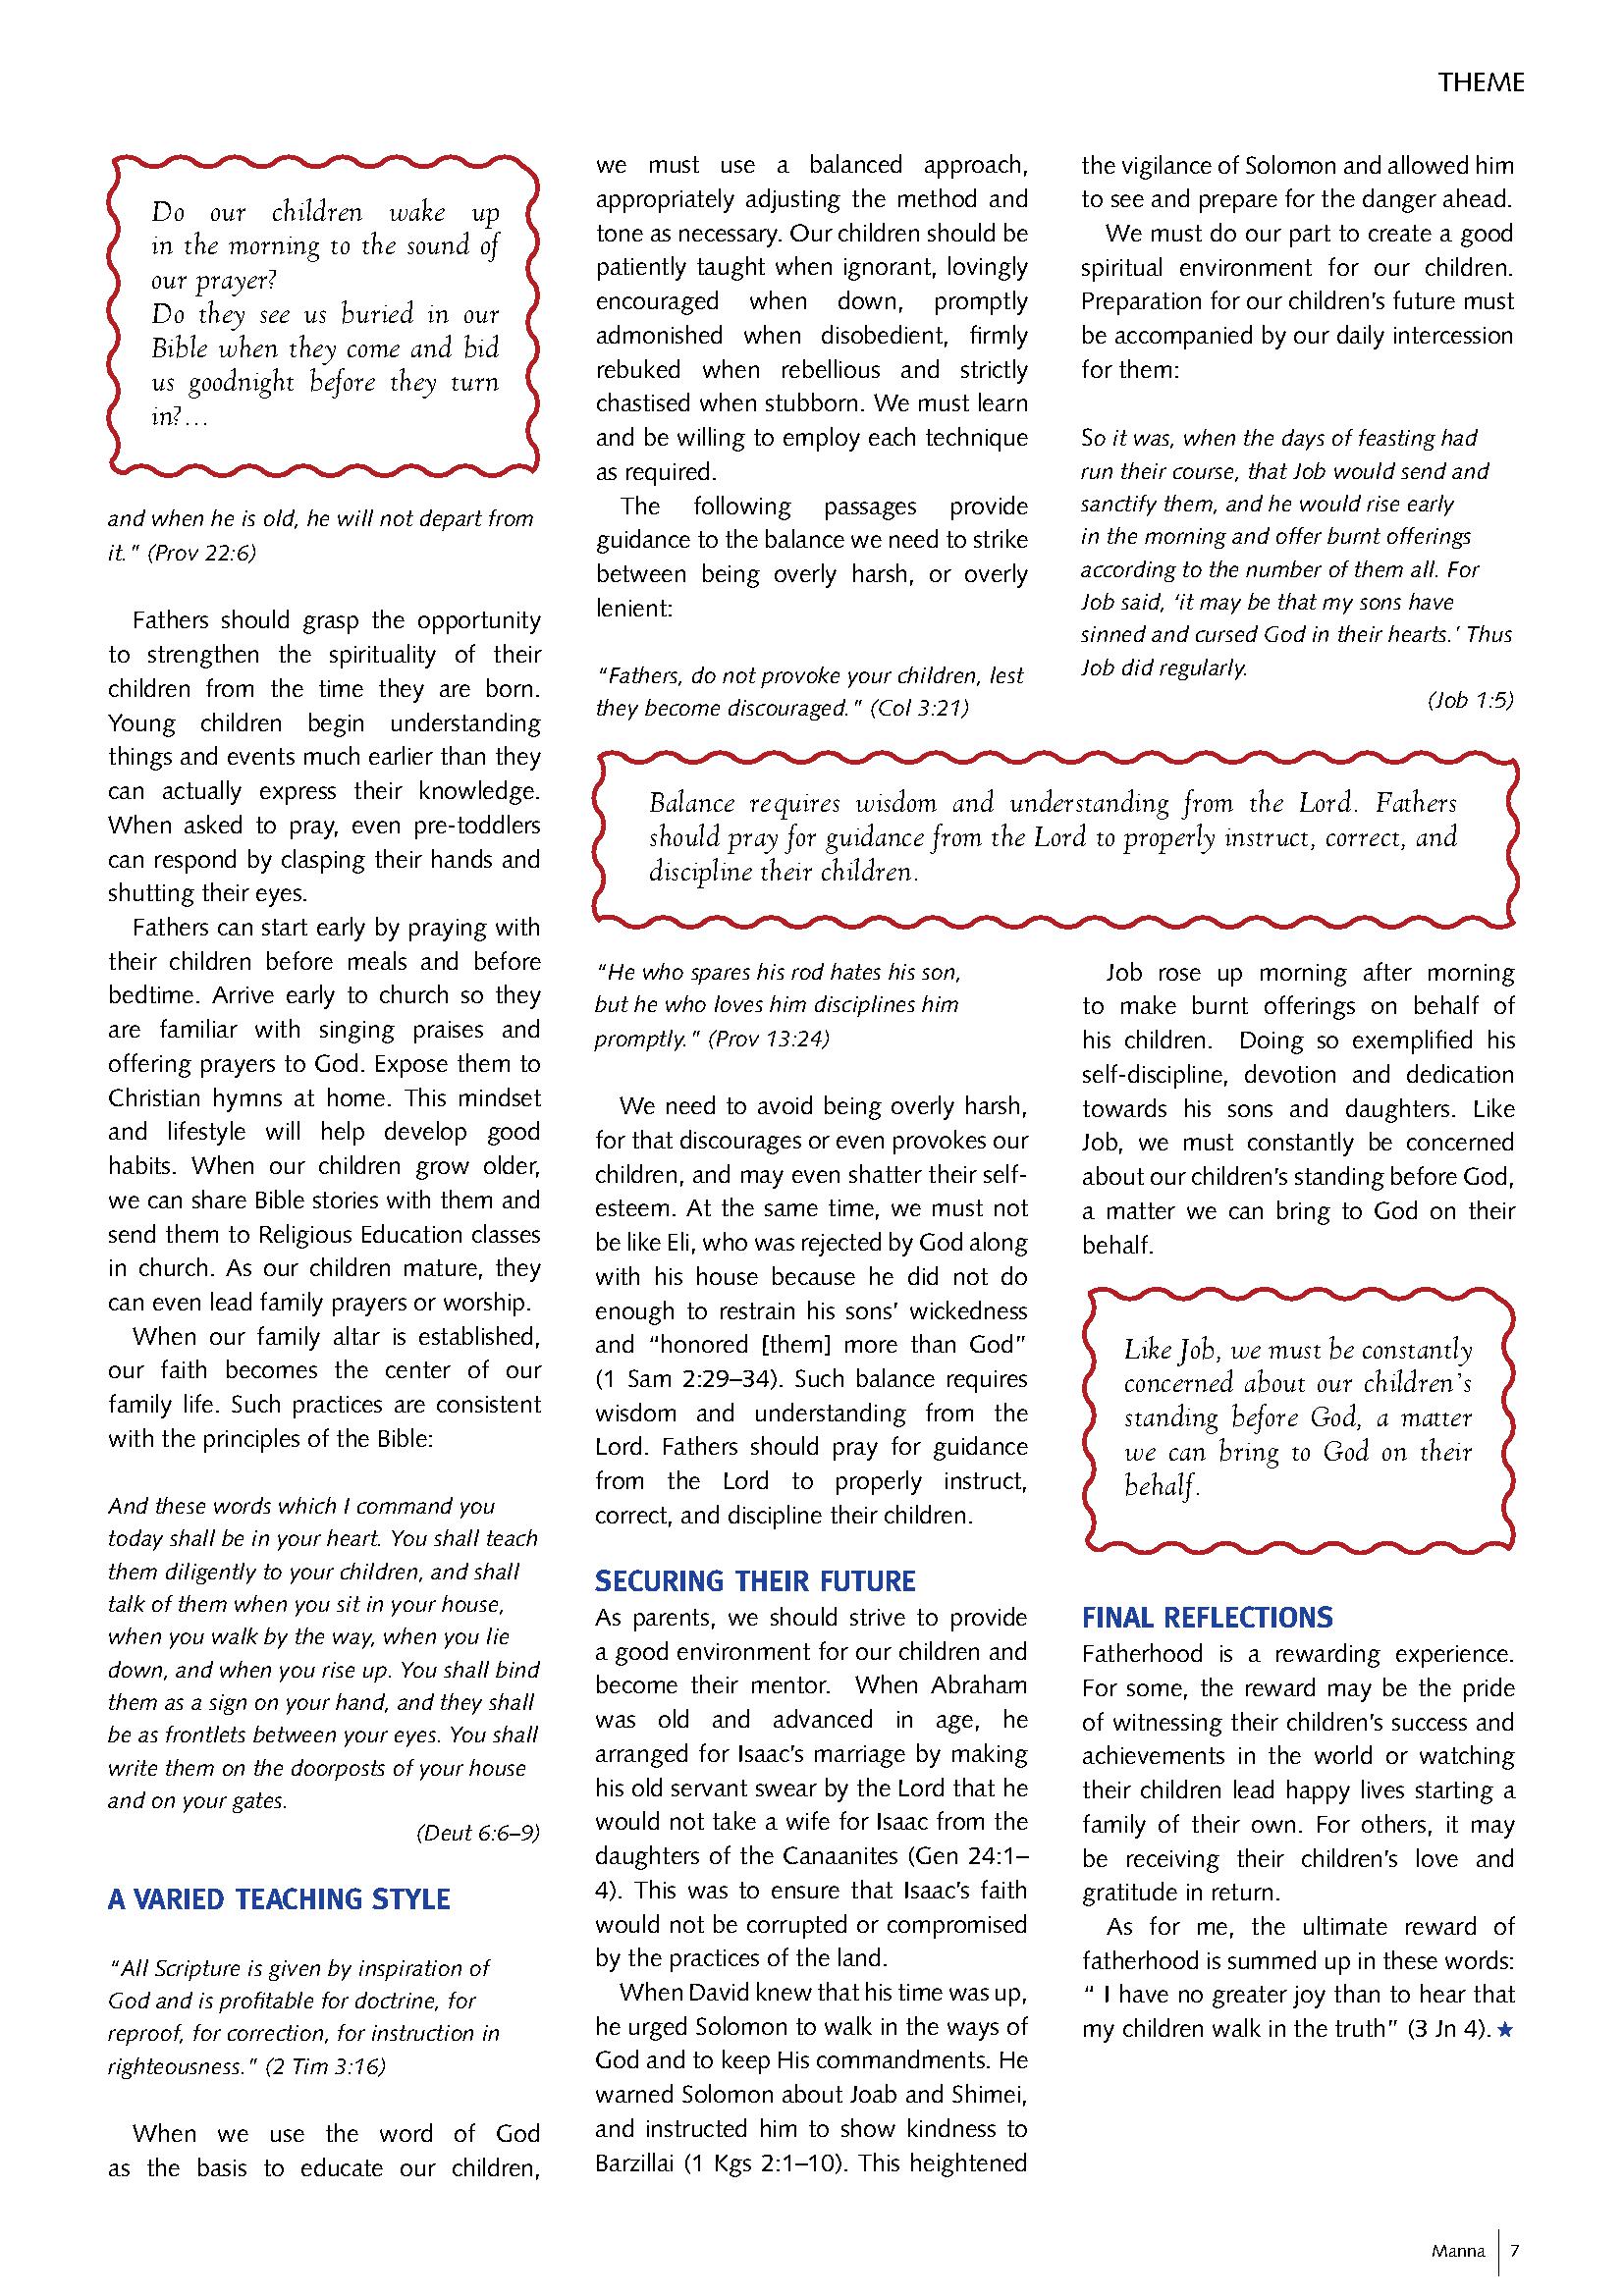 THEME
Do our children wake up
in the morning to the sound of
our prayer?
Do they see us buried in our
Bible when they come and bid
us goodnight before they turn
in?...
and when he is old, he will not depart from
it." (Prov 22:6)
Fathers should grasp the opportunity
to strengthen the spirituality of their
children from the time they are born.
Young children begin understanding
things and events much earlier than they
can actually express their knowledge.
When asked to pray, even pre-toddlers
can respond by clasping their hands and
shutting their eyes.
Fathers can start early by praying with
their children before meals and before
bedtime. Arrive early to church so they
are familiar with singing praises and
offering prayers to God. Expose them to
Christian hymns at home. This mindset
and lifestyle will help develop good
habits. When our children grow older,
we can share Bible stories with them and
send them to Religious Education classes
in church. As our children mature, they
can even lead family prayers or worship.
When our family altar is established,
our faith becomes the center of our
family life. Such practices are consistent
with the principles of the Bible:
And these words which I command you
today shall be in your heart. You shall teach
them diligently to your children, and shall
talk of them when you sit in your house,
when you walk by the way, when you lie
down, and when you rise up. You shall bind
them as a sign on your hand, and they shall
be as frontlets between your eyes. You shall
write them on the doorposts of your house
and on your gates.
(Deut 6:6–9)
A VARIED TEACHING STYLE
"All Scripture is given by inspiration of
God and is profitable for doctrine, for
reproof, for correction, for instruction in
righteousness." (2 Tim 3:16)
When we use the word of God
as the basis to educate our children,
we must use a balanced approach,
appropriately adjusting the method and
tone as necessary. Our children should be
patiently taught when ignorant, lovingly
encouraged when down, promptly
admonished when disobedient, firmly
rebuked when rebellious and strictly
chastised when stubborn. We must learn
and be willing to employ each technique
as required.
The following passages provide
guidance to the balance we need to strike
between being overly harsh, or overly
lenient:
"Fathers, do not provoke your children, lest
they become discouraged." (Col 3:21)
Balance requires wisdom and understanding from the Lord. Fathers
should pray for guidance from the Lord to properly instruct, correct, and
discipline their children.
"He who spares his rod hates his son,
but he who loves him disciplines him
promptly." (Prov 13:24)
We need to avoid being overly harsh,
for that discourages or even provokes our
children, and may even shatter their self-
esteem. At the same time, we must not
be like Eli, who was rejected by God along
with his house because he did not do
enough to restrain his sons' wickedness
and "honored [them] more than God"
(1 Sam 2:29–34). Such balance requires
wisdom and understanding from the
Lord. Fathers should pray for guidance
from the Lord to properly instruct,
correct, and discipline their children.
SECURING THEIR FUTURE
As parents, we should strive to provide
a good environment for our children and
become their mentor. When Abraham
was old and advanced in age, he
arranged for Isaac's marriage by making
his old servant swear by the Lord that he
would not take a wife for Isaac from the
daughters of the Canaanites (Gen 24:1–
4). This was to ensure that Isaac's faith
would not be corrupted or compromised
by the practices of the land.
When David knew that his time was up,
he urged Solomon to walk in the ways of
God and to keep His commandments. He
warned Solomon about Joab and Shimei,
and instructed him to show kindness to
Barzillai (1 Kgs 2:1–10). This heightened
the vigilance of Solomon and allowed him
to see and prepare for the danger ahead.
We must do our part to create a good
spiritual environment for our children.
Preparation for our children's future must
be accompanied by our daily intercession
for them:
So it was, when the days of feasting had
run their course, that Job would send and
sanctify them, and he would rise early
in the morning and offer burnt offerings
according to the number of them all. For
Job said, 'it may be that my sons have
sinned and cursed God in their hearts.' Thus
Job did regularly.
(Job 1:5)
Job rose up morning after morning
to make burnt offerings on behalf of
his children. Doing so exemplified his
self-discipline, devotion and dedication
towards his sons and daughters. Like
Job, we must constantly be concerned
about our children's standing before God,
a matter we can bring to God on their
behalf.
Like Job, we must be constantly
concerned about our children's
standing before God, a matter
we can bring to God on their
behalf.
FINAL REFLECTIONS
Fatherhood is a rewarding experience.
For some, the reward may be the pride
of witnessing their children's success and
achievements in the world or watching
their children lead happy lives starting a
family of their own. For others, it may
be receiving their children's love and
gratitude in return.
As for me, the ultimate reward of
fatherhood is summed up in these words:
" I have no greater joy than to hear that
my children walk in the truth" (3 Jn 4). ★
Manna 7